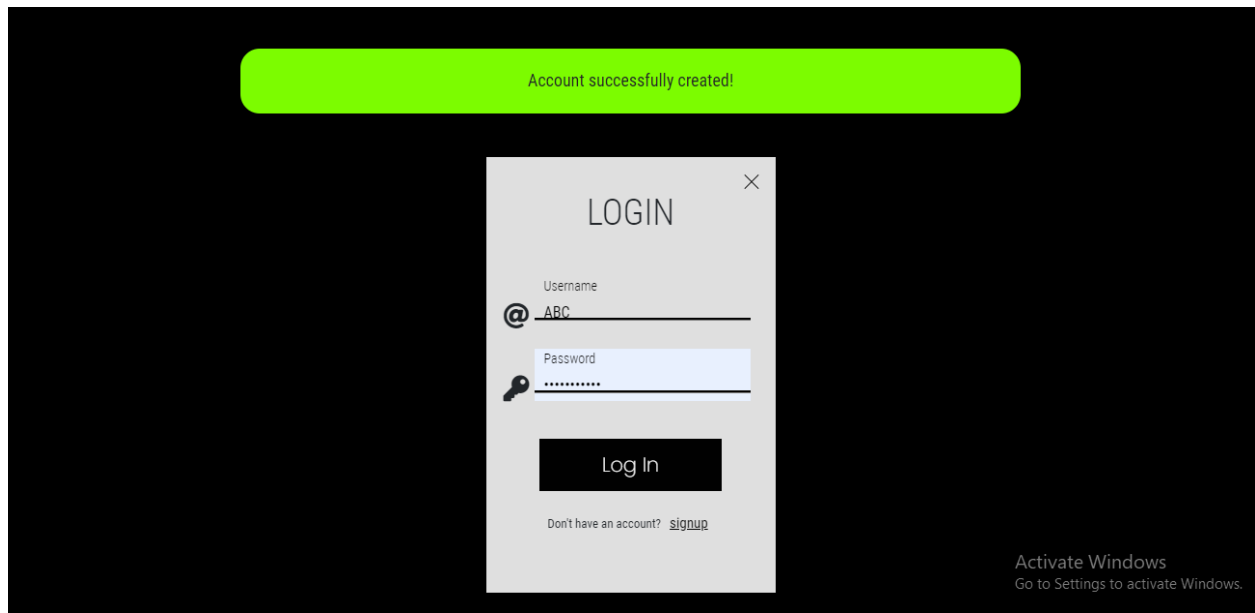 Account successfully created!
LOGIN
Username
@ ABC
Password
•••••••••••
Log In
Don't have an account? signup
Activate Windows
Go to Settings to activate Windows.